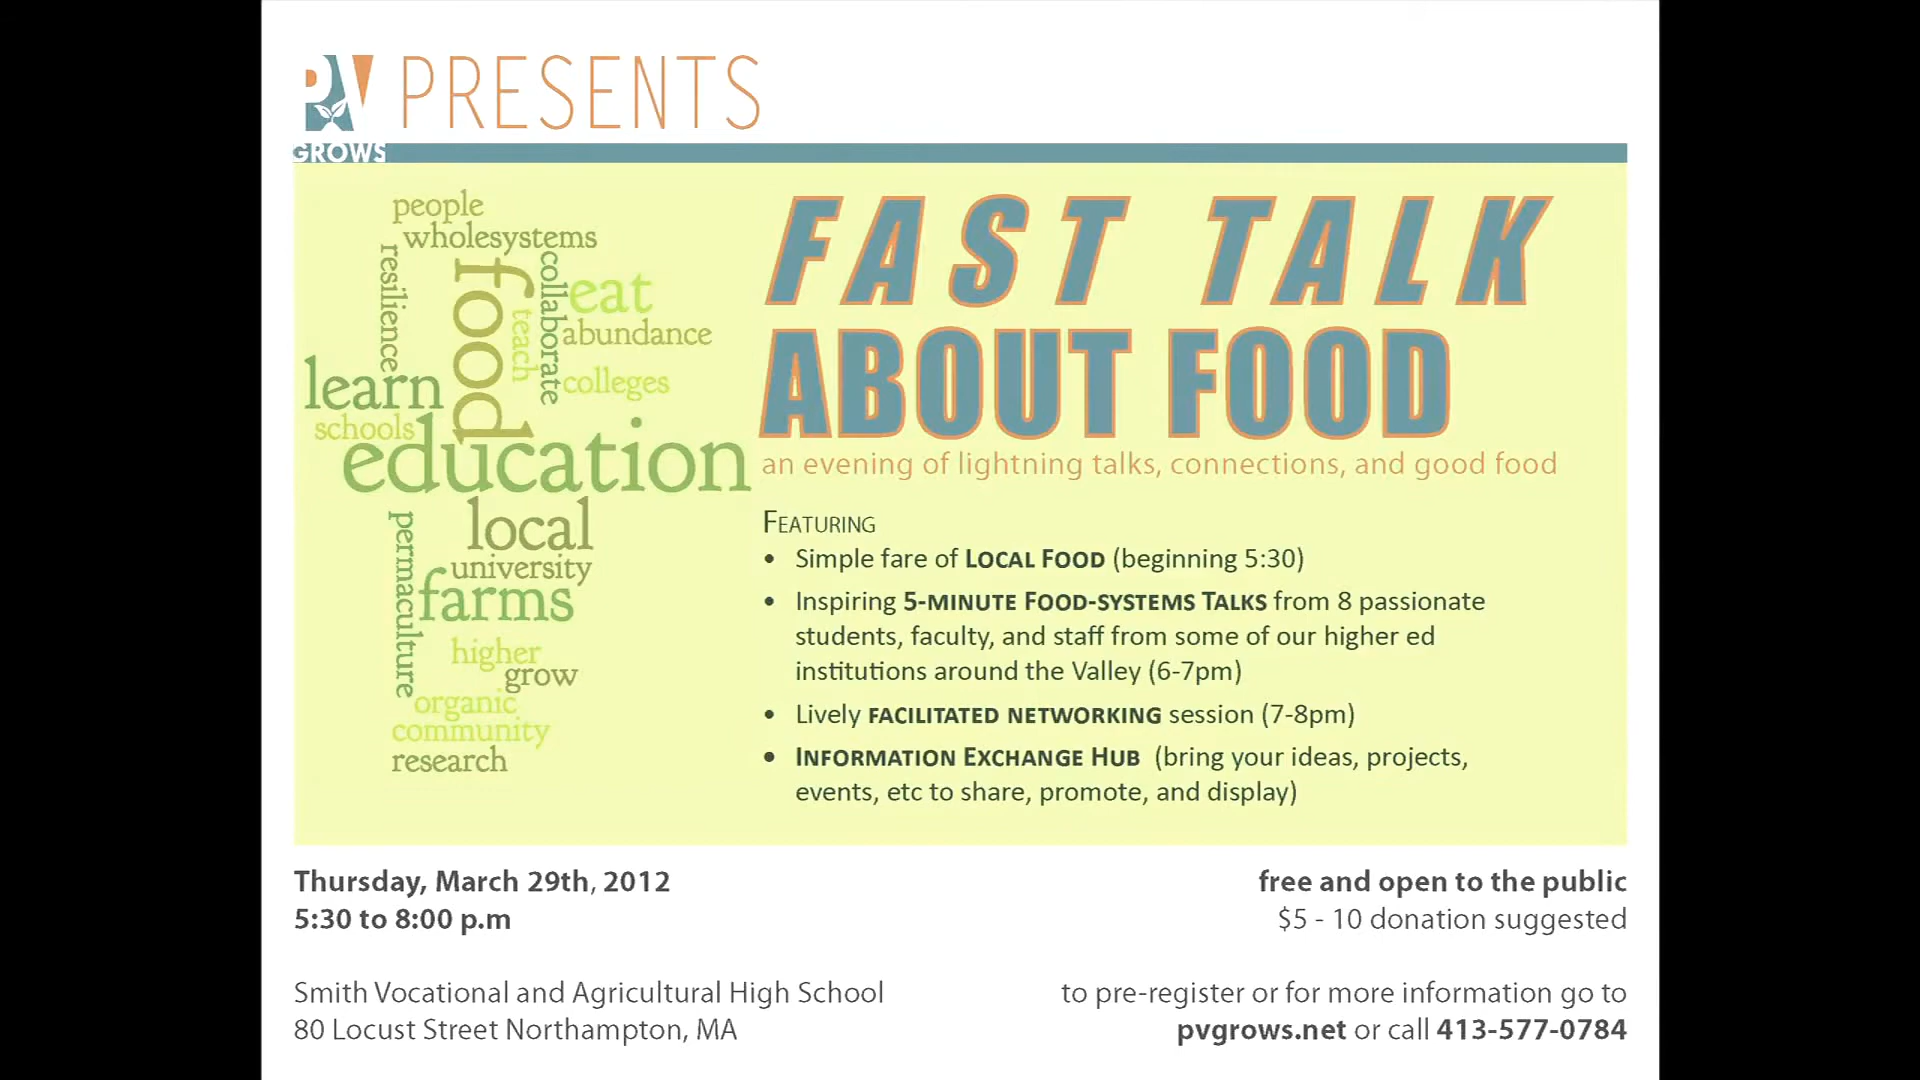 PV PRESENTS
GROWS
people
wholesystems
resilience
food
collaborate
teach
eat
abundance
learn
colleges
schools
education
local
permaculture
university
farms
higher
grow
organic
community
research
FAST TALK
ABOUT FOOD
an evening of lightning talks, connections, and good food
FEATURING
• Simple fare of LOCAL FOOD (beginning 5:30)
• Inspiring 5-MINUTE FOOD-SYSTEMS TALKS from 8 passionate
students, faculty, and staff from some of our higher ed
institutions around the Valley (6-7pm)
• Lively FACILITATED NETWORKING session (7-8pm)
• INFORMATION EXCHANGE HUB (bring your ideas, projects,
events, etc to share, promote, and display)
Thursday, March 29th, 2012
5:30 to 8:00 p.m
Smith Vocational and Agricultural High School
80 Locust Street Northampton, MA
free and open to the public
$5 - 10 donation suggested
to pre-register or for more information go to
pvgrows.net or call 413-577-0784